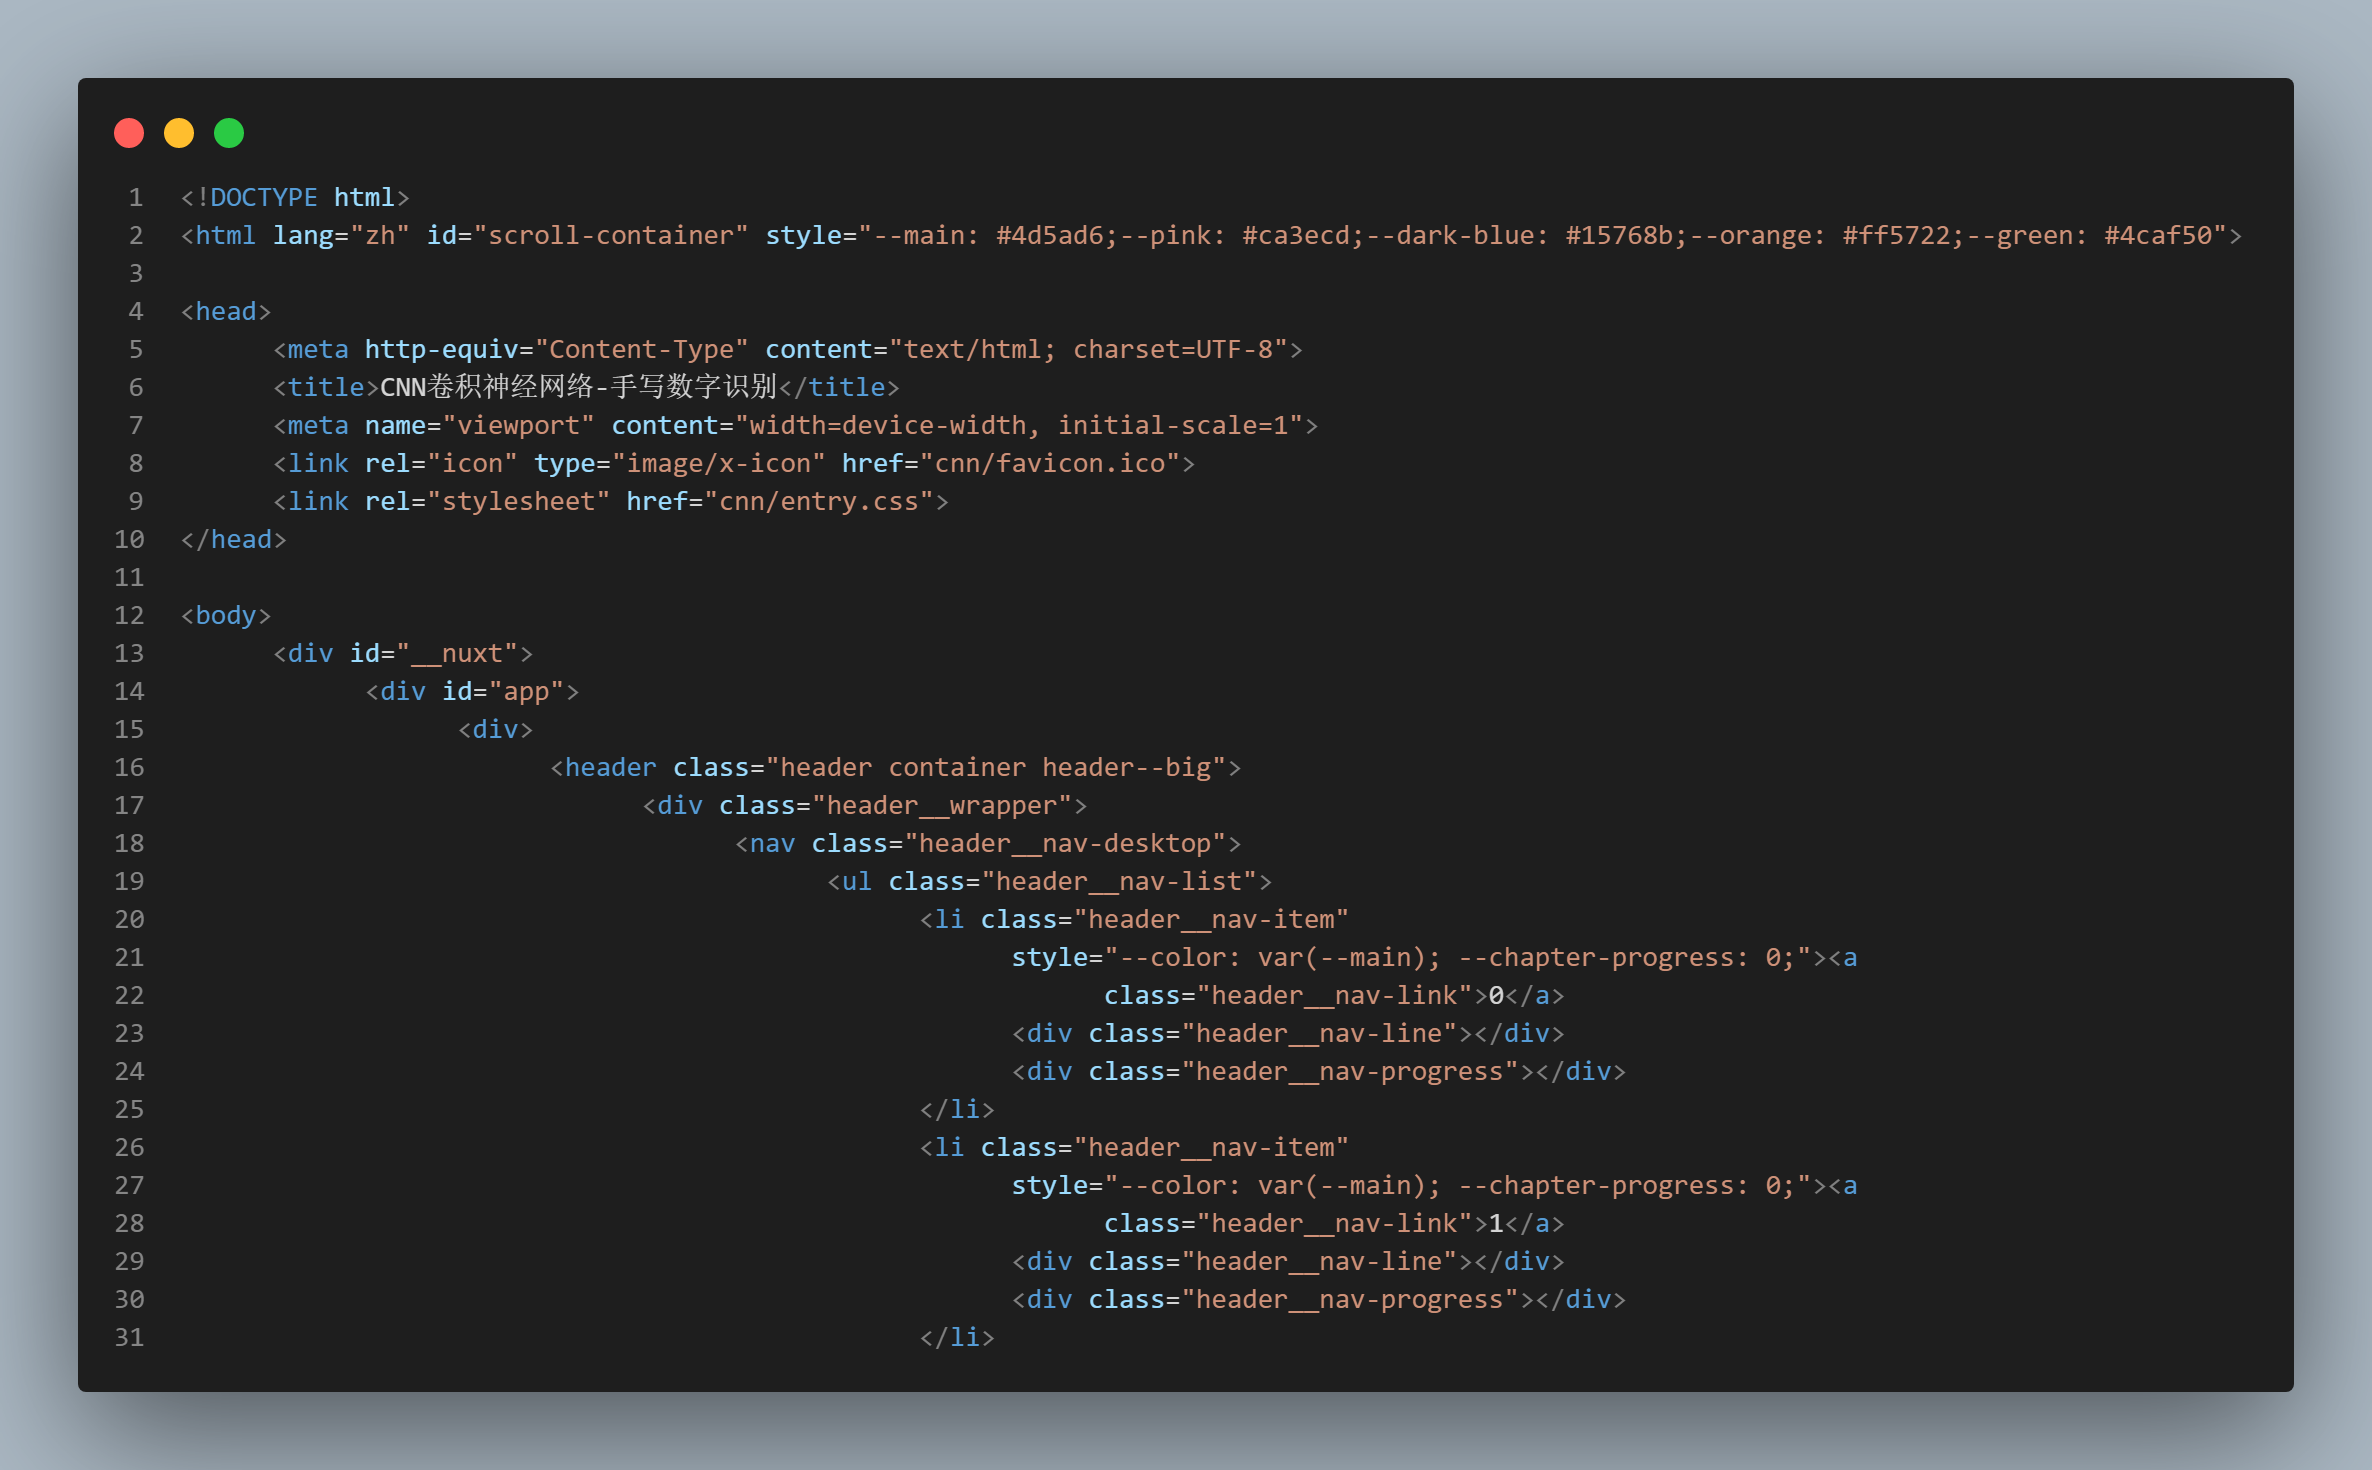 1 <!DOCTYPE html>
2 <html lang="zh" id="scroll-container" style="--main: #4d5ad6;--pink: #ca3ecd;--dark-blue: #15768b;--orange: #ff5722;--green: #4caf50">
3
4 <head>
5       <meta http-equiv="Content-Type" content="text/html; charset=UTF-8">
6       <title>CNN卷积神经网络-手写数字识别</title>
7       <meta name="viewport" content="width=device-width, initial-scale=1">
8       <link rel="icon" type="image/x-icon" href="cnn/favicon.ico">
9       <link rel="stylesheet" href="cnn/entry.css">
10 </head>
11
12 <body>
13       <div id="__nuxt">
14             <div id="app">
15                   <div>
16                         <header class="header container header--big">
17                               <div class="header__wrapper">
18                                     <nav class="header__nav-desktop">
19                                           <ul class="header__nav-list">
20                                                 <li class="header__nav-item"
21                                                       style="--color: var(--main); --chapter-progress: 0;"><a
22                                                             class="header__nav-link">0</a>
23                                                       <div class="header__nav-line"></div>
24                                                       <div class="header__nav-progress"></div>
25                                                 </li>
26                                                 <li class="header__nav-item"
27                                                       style="--color: var(--main); --chapter-progress: 0;"><a
28                                                             class="header__nav-link">1</a>
29                                                       <div class="header__nav-line"></div>
30                                                       <div class="header__nav-progress"></div>
31                                                 </li>